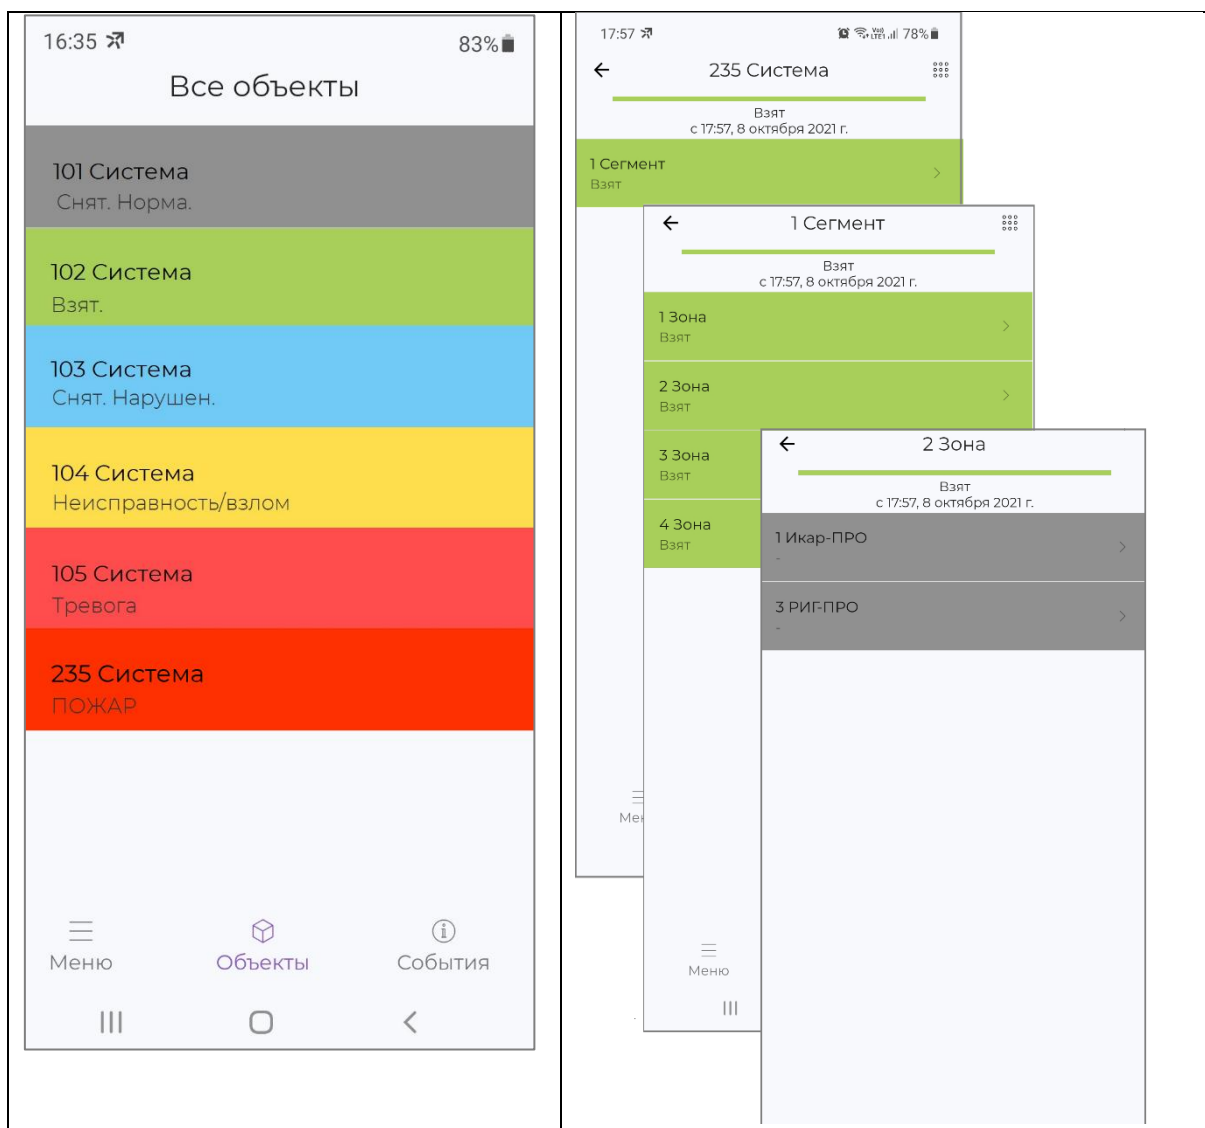 16:35 83%
Все объекты
101 Система
Снят. Норма.
102 Система
Взят.
103 Система
Снят. Нарушен.
104 Система
Неисправность/взлом
105 Система
Тревога
235 Система
ПОЖАР
Меню Объекты События
17:57 78%
235 Система
Взят
с 17:57, 8 октября 2021 г.
1 Сегмент
Взят
1 Сегмент
Взят
с 17:57, 8 октября 2021 г.
1 Зона
Взят
2 Зона
Взят
3 Зона
Взят
4 Зона
Взят
Меню
2 Зона
Взят
с 17:57, 8 октября 2021 г.
1 Икар-ПРО
-
3 РИГ-ПРО
-